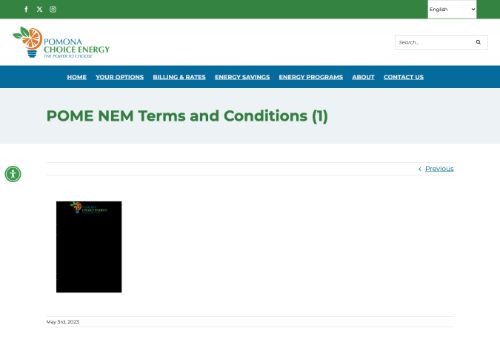 English
POMONA
CHOICE ENERGY
THE POWER TO CHOOSE
Search...
HOME YOUR OPTIONS BILLING & RATES ENERGY SAVINGS ENERGY PROGRAMS ABOUT CONTACT US
POME NEM Terms and Conditions (1)
Previous
POMONA
CHOICE ENERGY
May 3rd, 2023